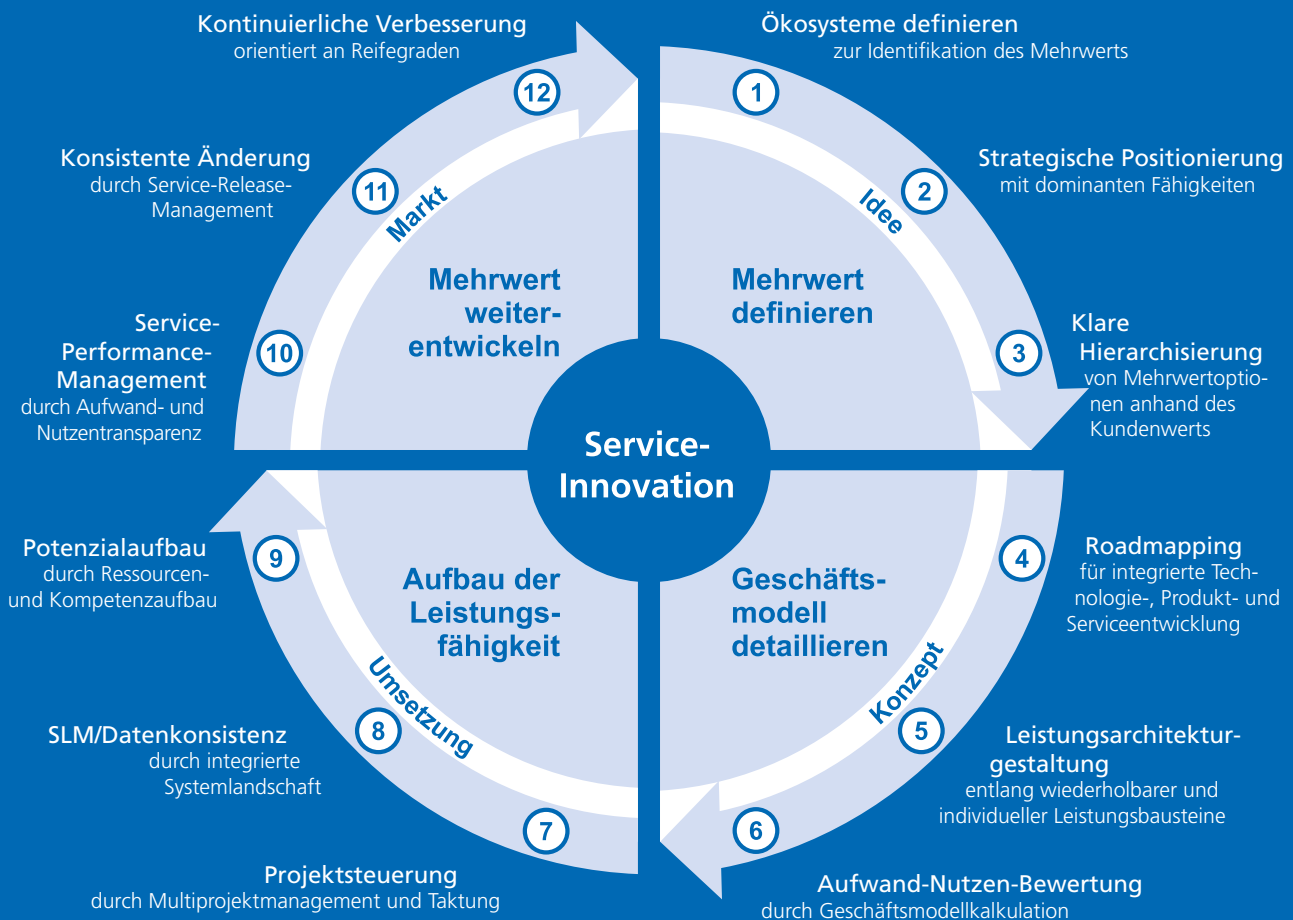 Ökosysteme definieren
zur Identifikation des Mehrwerts
1
Strategische Positionierung
mit dominanten Fähigkeiten
2
Klare
Hierarchisierung
von Mehrwertoptio-
nen anhand des
Kundenwerts
3
Idee
Mehrwert
definieren
Roadmapping
für integrierte Tech-
nologie-, Produkt- und
Serviceentwicklung
4
Leistungsarchitektur-
gestaltung
entlang wiederholbarer und
individueller Leistungsbausteine
5
Aufwand-Nutzen-Bewertung
durch Geschäftsmodellkalkulation
6
Konzept
Geschäfts-
modell
detaillieren
Projektsteuerung
durch Multiprojektmanagement und Taktung
7
SLM/Datenkonsistenz
durch integrierte
Systemlandschaft
8
Potenzialaufbau
durch Ressourcen-
und Kompetenzaufbau
9
Umsetzung
Aufbau der
Leistungs-
fähigkeit
Service-
Performance-
Management
durch Aufwand- und
Nutzentransparenz
10
Konsistente Änderung
durch Service-Release-
Management
11
Kontinuierliche Verbesserung
orientiert an Reifegraden
12
Markt
Mehrwert
weiter-
entwickeln
Service-
Innovation